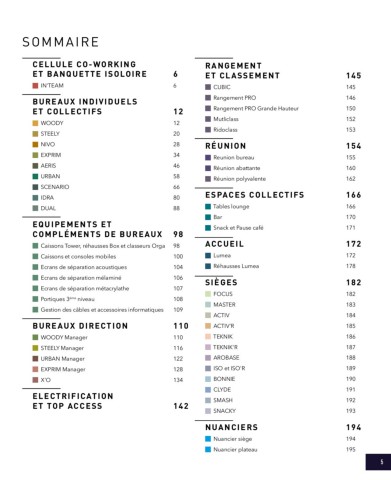 SOMMAIRE
CELLULE CO-WORKING
ET BANQUETTE ISOLOIRE 6
IN'TEAM 6
BUREAUX INDIVIDUELS
ET COLLECTIFS 12
WOODY 12
STEELY 20
NIVO 28
EXPRIM 34
AERIS 46
URBAN 58
SCENARIO 66
IDRA 80
DUAL 88
EQUIPEMENTS ET
COMPLÉMENTS DE BUREAUX 98
Caissons Tower, réhausses Box et classeurs Orga 98
Caissons et consoles mobiles 100
Ecrans de séparation acoustiques 104
Ecrans de séparation mélaminé 106
Ecrans de séparation métacrylathe 107
Portiques 3ème niveau 108
Gestion des câbles et accessoires informatiques 109
BUREAUX DIRECTION 110
WOODY Manager 110
STEELY Manager 116
URBAN Manager 122
EXPRIM Manager 128
X'O 134
ELECTRIFICATION
ET TOP ACCESS 142
RANGEMENT
ET CLASSEMENT 145
CUBIC 145
Rangement PRO 146
Rangement PRO Grande Hauteur 150
Mutliclass 152
Ridoclass 153
RÉUNION 154
Réunion bureau 155
Réunion abattante 160
Réunion polyvalente 162
ESPACES COLLECTIFS 166
Tables lounge 166
Bar 170
Snack et Pause café 171
ACCUEIL 172
Lumea 172
Réhausses Lumea 178
SIÈGES 182
FOCUS 182
MASTER 183
ACTIV 184
ACTIV'R 185
TEKNIK 186
TEKNIK'R 187
AROBASE 188
ISO et ISO'R 189
BONNIE 190
CLYDE 191
SMASH 192
SNACKY 193
NUANCIERS 194
Nuancier siège 194
Nuancier plateau 195
5